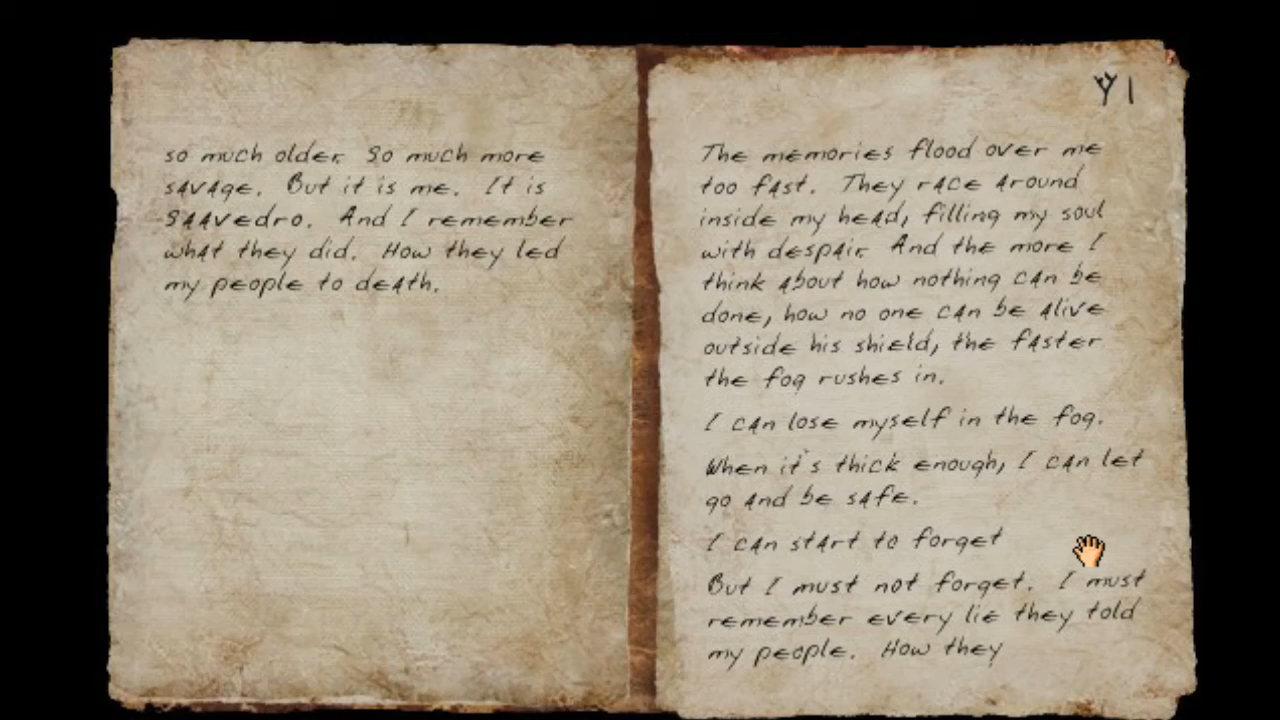 so much older. So much more
savage. But it is me. It is
Saavedro. And I remember
what they did. How they led
my people to death.
The memories flood over me
too fast. They race around
inside my head, filling my soul
with despair. And the more I
think about how nothing can be
done, how no one can be alive
outside his shield, the faster
the fog rushes in.
I can lose myself in the fog.
When it's thick enough, I can let
go and be safe.
I can start to forget
But I must not forget. I must
remember every lie they told
my people. How they